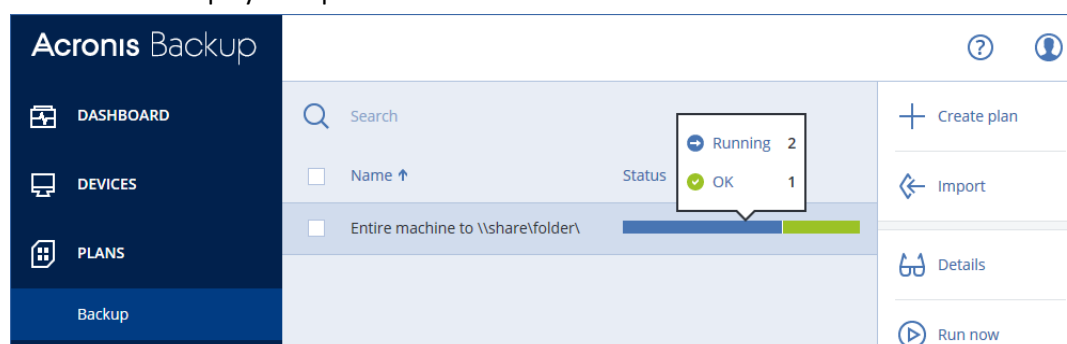 Acronis Backup
?
DASHBOARD
DEVICES
PLANS
Backup
Search
Name
Status
Running 2
OK 1
Entire machine to \\share\folder\
Create plan
Import
Details
Run now